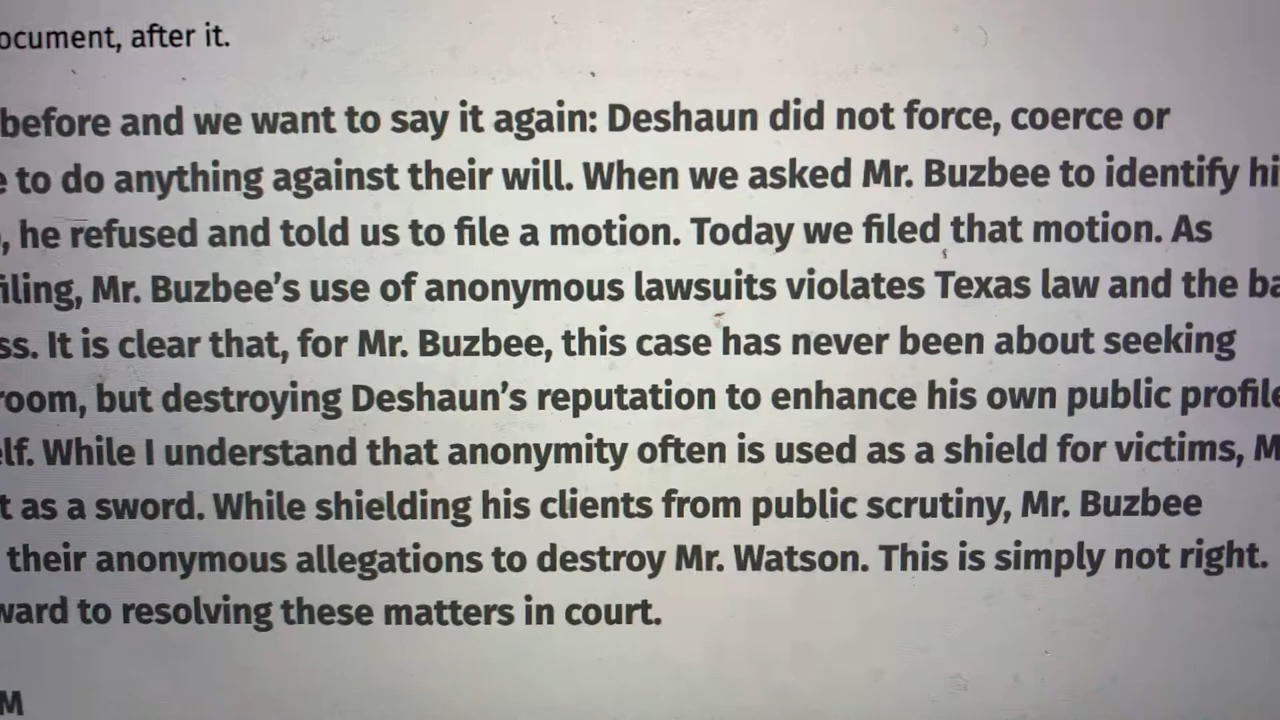 ocument, after it.
before and we want to say it again: Deshaun did not force, coerce or
to do anything against their will. When we asked Mr. Buzbee to identify hi
, he refused and told us to file a motion. Today we filed that motion. As
iling, Mr. Buzbee's use of anonymous lawsuits violates Texas law and the ba
ss. It is clear that, for Mr. Buzbee, this case has never been about seeking
room, but destroying Deshaun's reputation to enhance his own public profile
elf. While I understand that anonymity often is used as a shield for victims, M
t as a sword. While shielding his clients from public scrutiny, Mr. Buzbee
their anonymous allegations to destroy Mr. Watson. This is simply not right.
ward to resolving these matters in court.
M